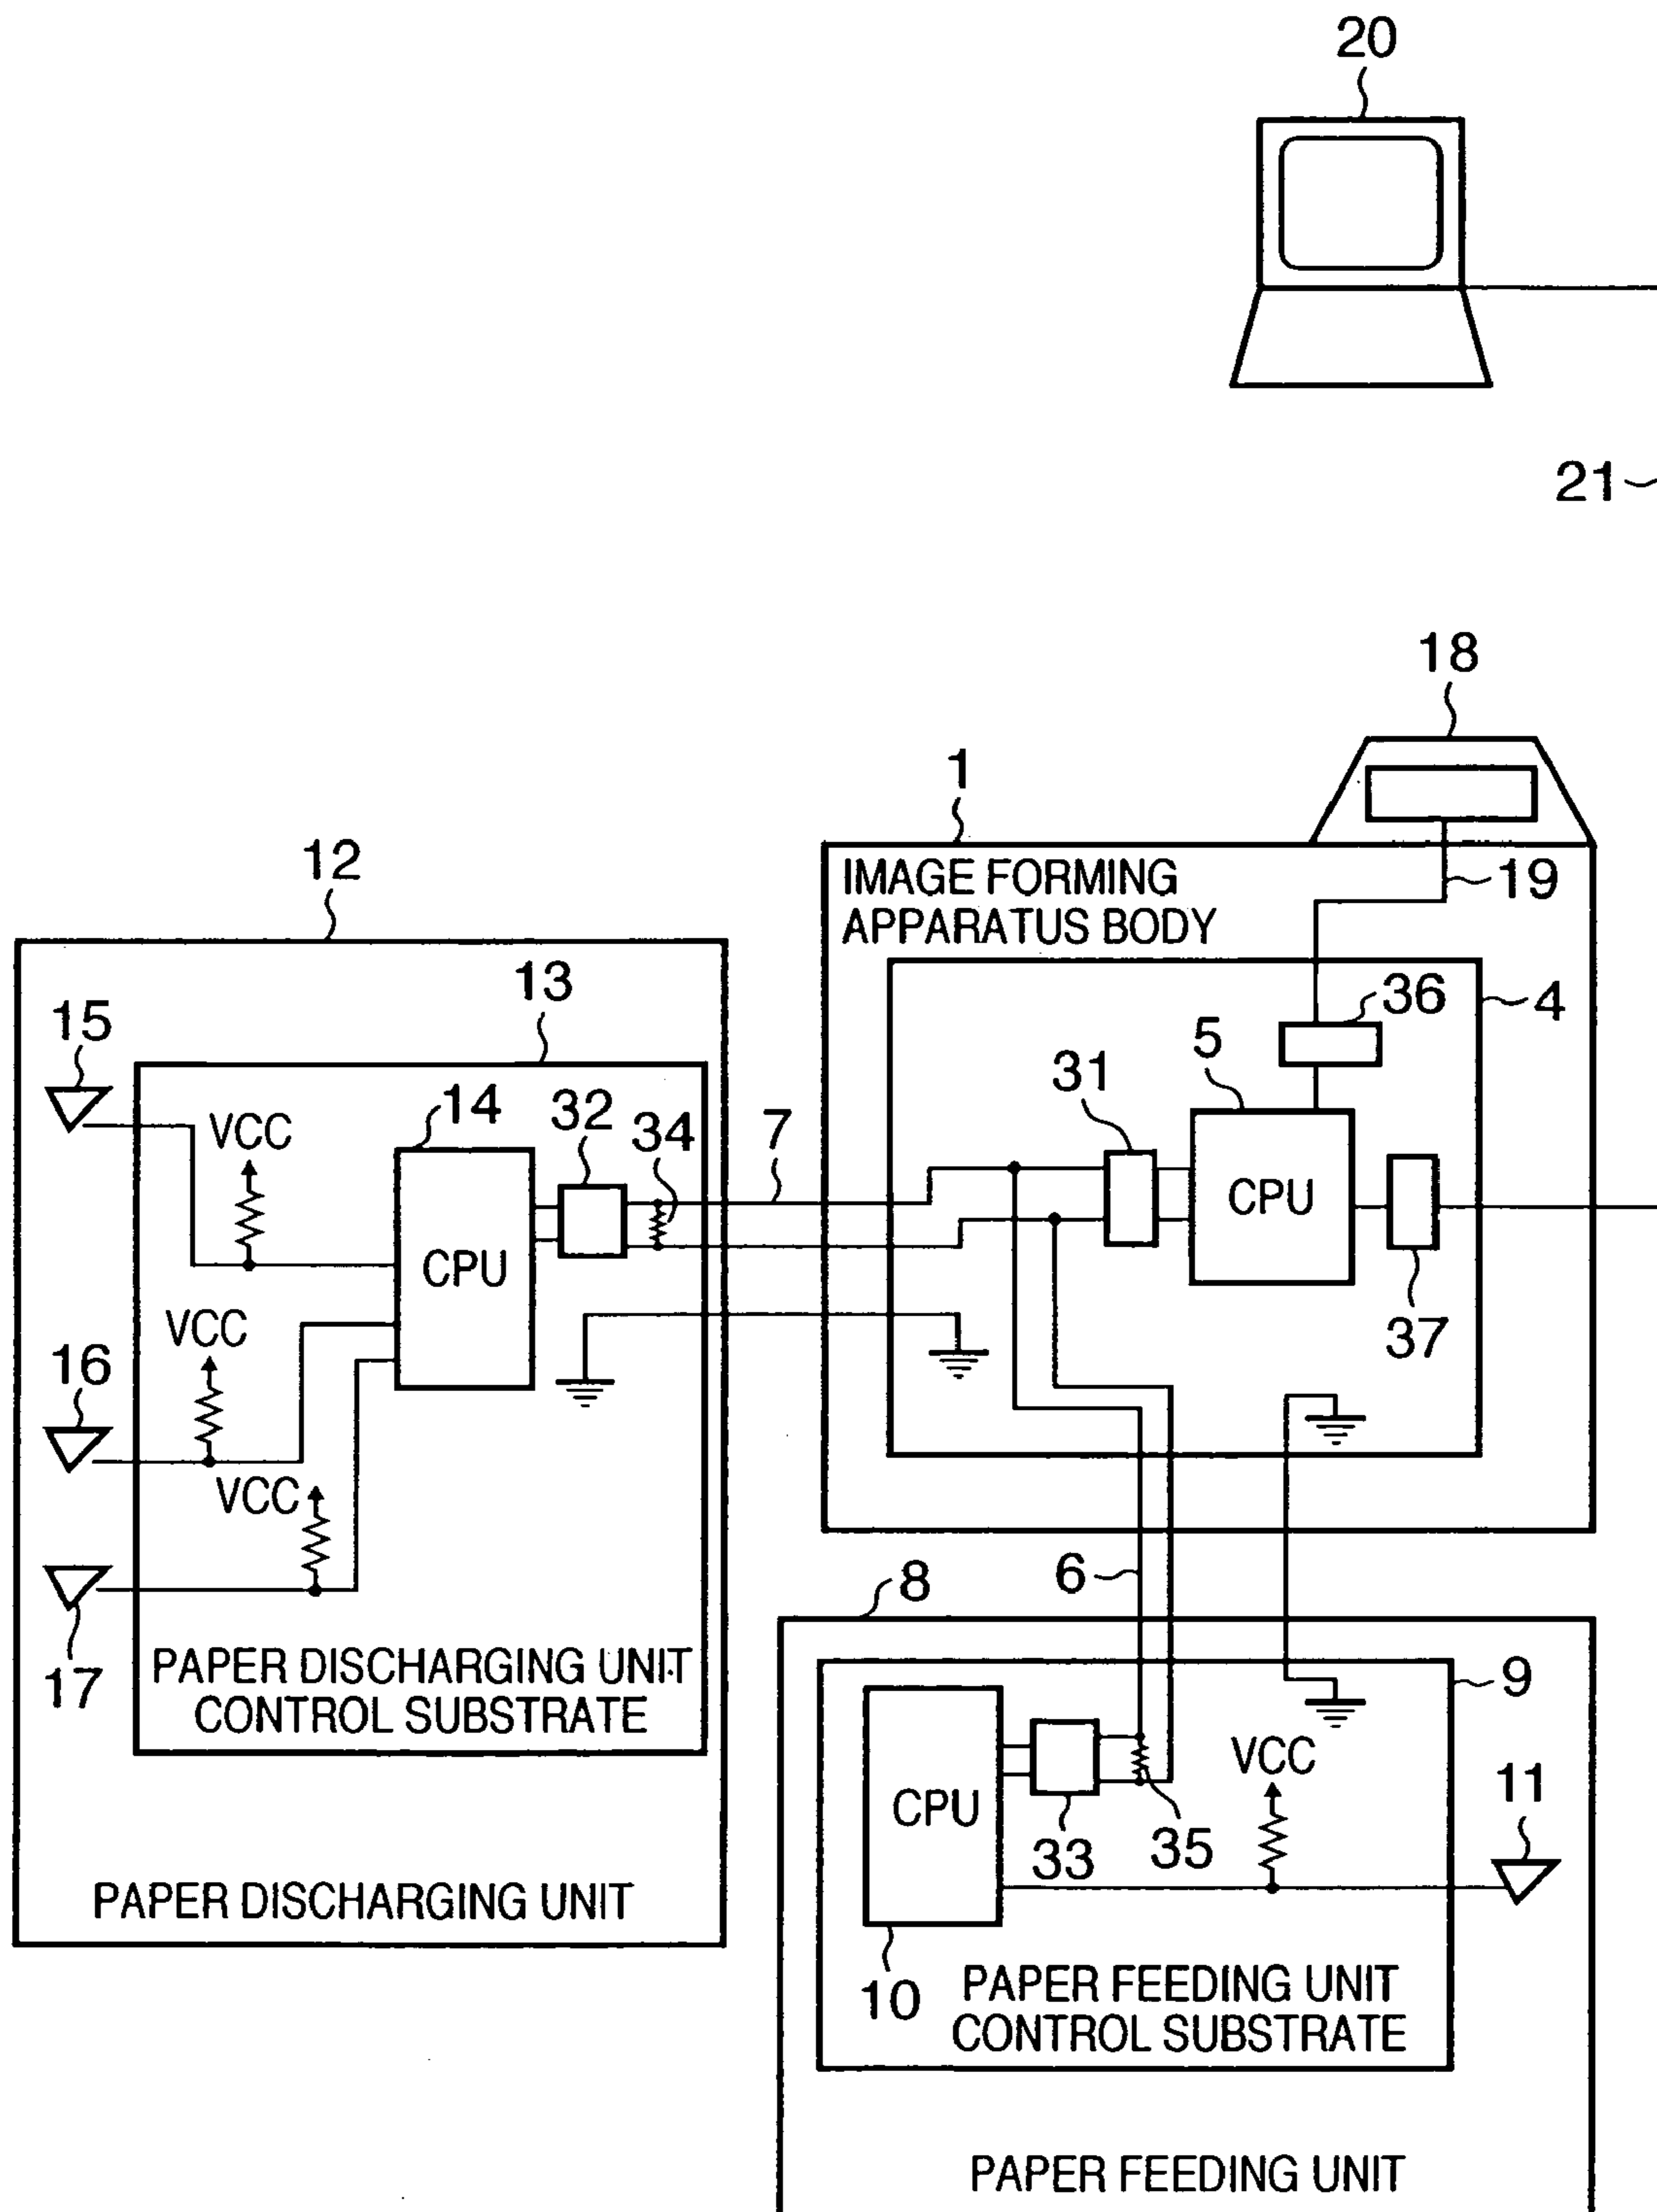 20
21
18
1
IMAGE FORMING
APPARATUS BODY
19
12
13
36
4
15
5
31
VCC
14
32
34
7
CPU
CPU
VCC
37
16
VCC
6
8
17
PAPER DISCHARGING UNIT
CONTROL SUBSTRATE
9
VCC
11
CPU
33
35
PAPER DISCHARGING UNIT
10
PAPER FEEDING UNIT
CONTROL SUBSTRATE
PAPER FEEDING UNIT